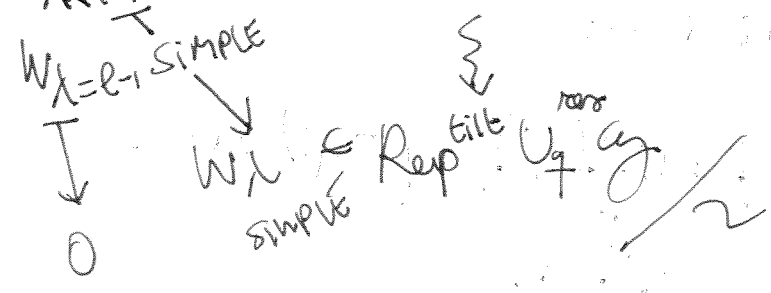 W_{λ=ℓ-1} SIMPLE
W_λ ∈ Rep^{tilt} U_q^{res} 𝔤 / ~
SIMPLE
0